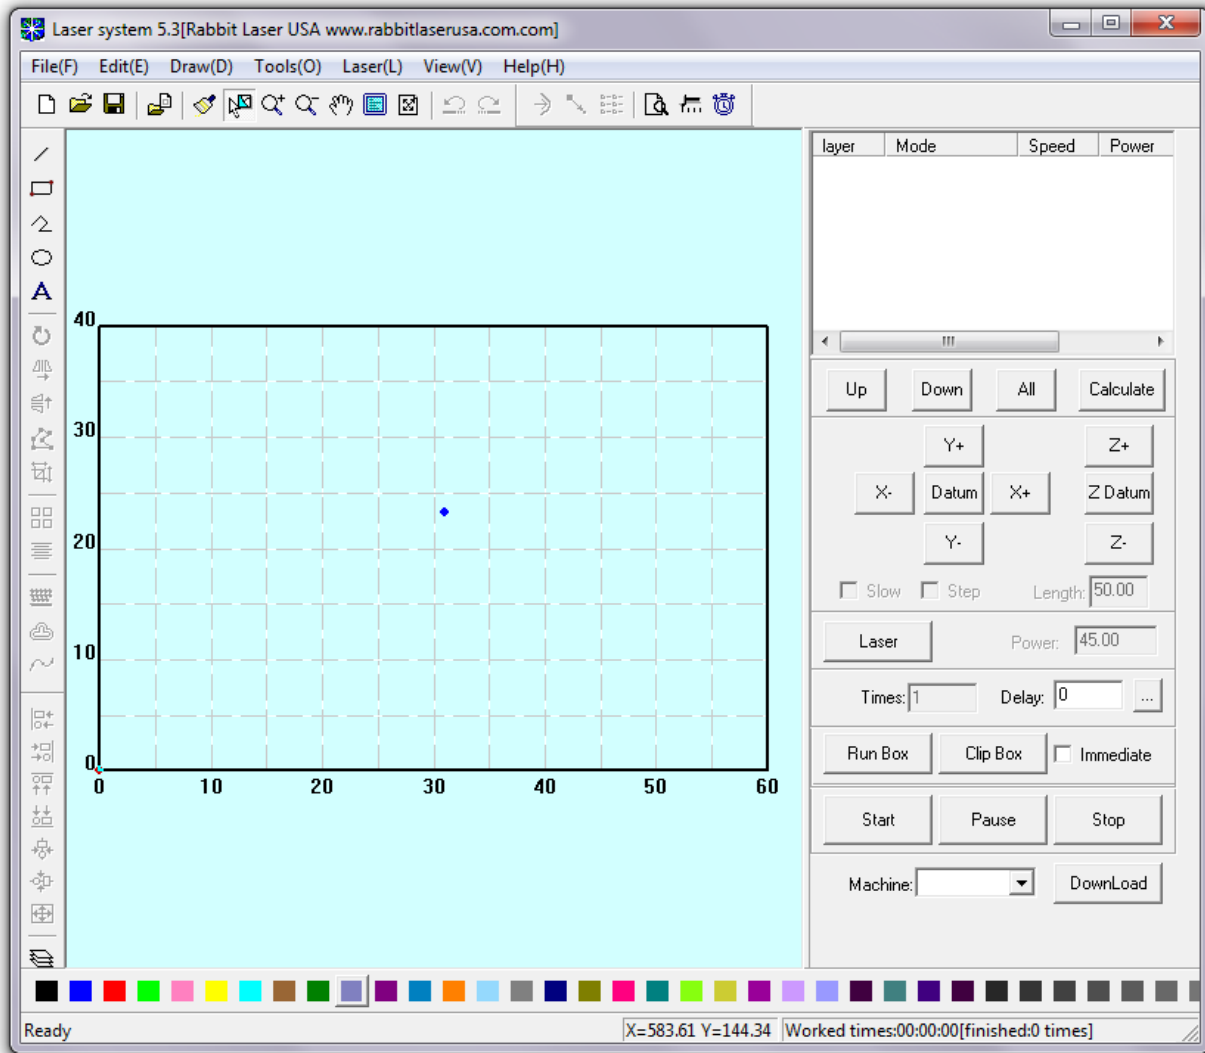 Laser system 5.3[Rabbit Laser USA www.rabbitlaserusa.com.com]
File(F) Edit(E) Draw(D) Tools(O) Laser(L) View(V) Help(H)
layer Mode Speed Power
A
40
30
20
10
0
0 10 20 30 40 50 60
Up Down All Calculate
Y+ Z+
X- Datum X+ Z Datum
Y- Z-
Slow Step Length: 50.00
Laser Power: 45.00
Times: 1 Delay: 0 ...
Run Box Clip Box Immediate
Start Pause Stop
Machine: DownLoad
Ready X=583.61 Y=144.34 Worked times:00:00:00[finished:0 times]